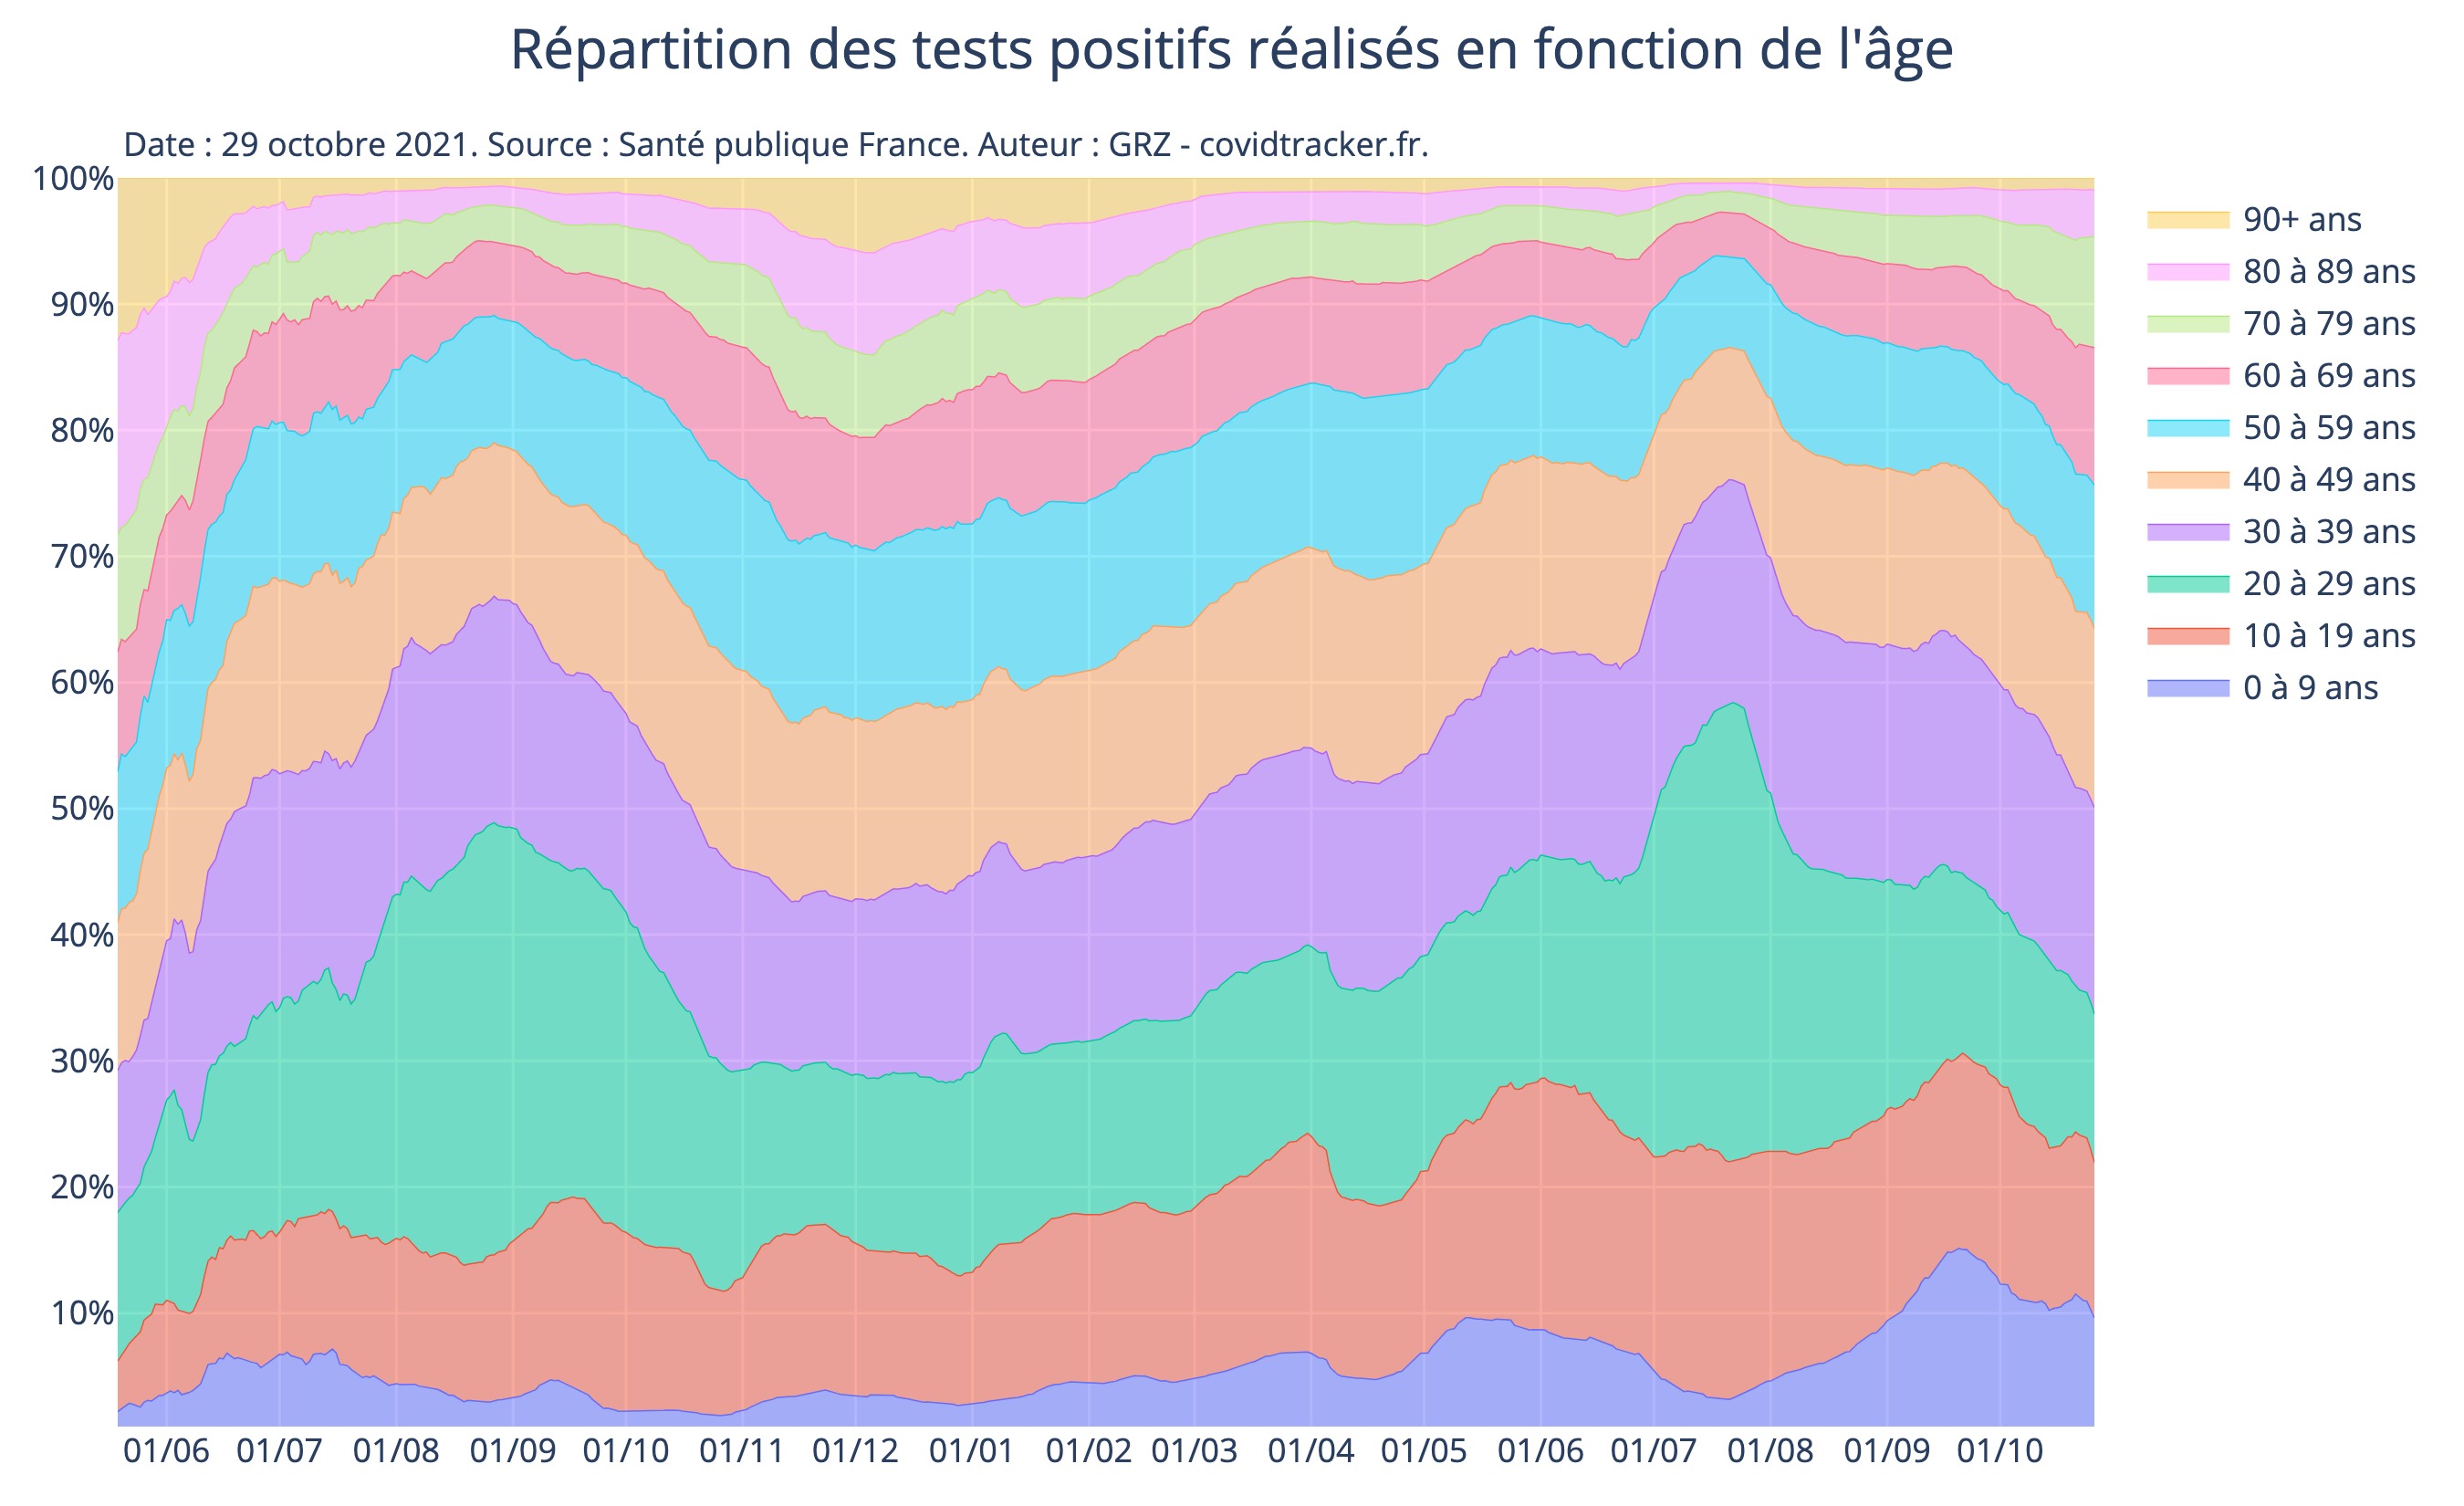 Répartition des tests positifs réalisés en fonction de l'âge
Date : 29 octobre 2021. Source : Santé publique France. Auteur : GRZ - covidtracker.fr.
100%
90%
80%
70%
60%
50%
40%
30%
20%
10%
01/06 01/07 01/08 01/09 01/10 01/11 01/12 01/01 01/02 01/03 01/04 01/05 01/06 01/07 01/08 01/09 01/10
90+ ans
80 à 89 ans
70 à 79 ans
60 à 69 ans
50 à 59 ans
40 à 49 ans
30 à 39 ans
20 à 29 ans
10 à 19 ans
0 à 9 ans